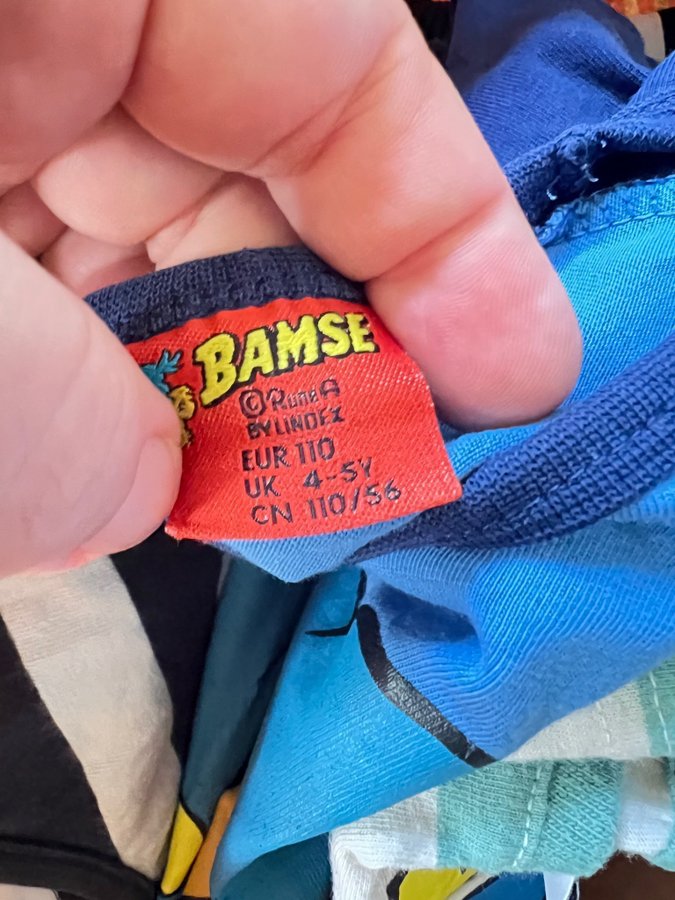 BAMSE
©Rune A
BY LINDEX
EUR 110
UK 4-5Y
CN 110/56